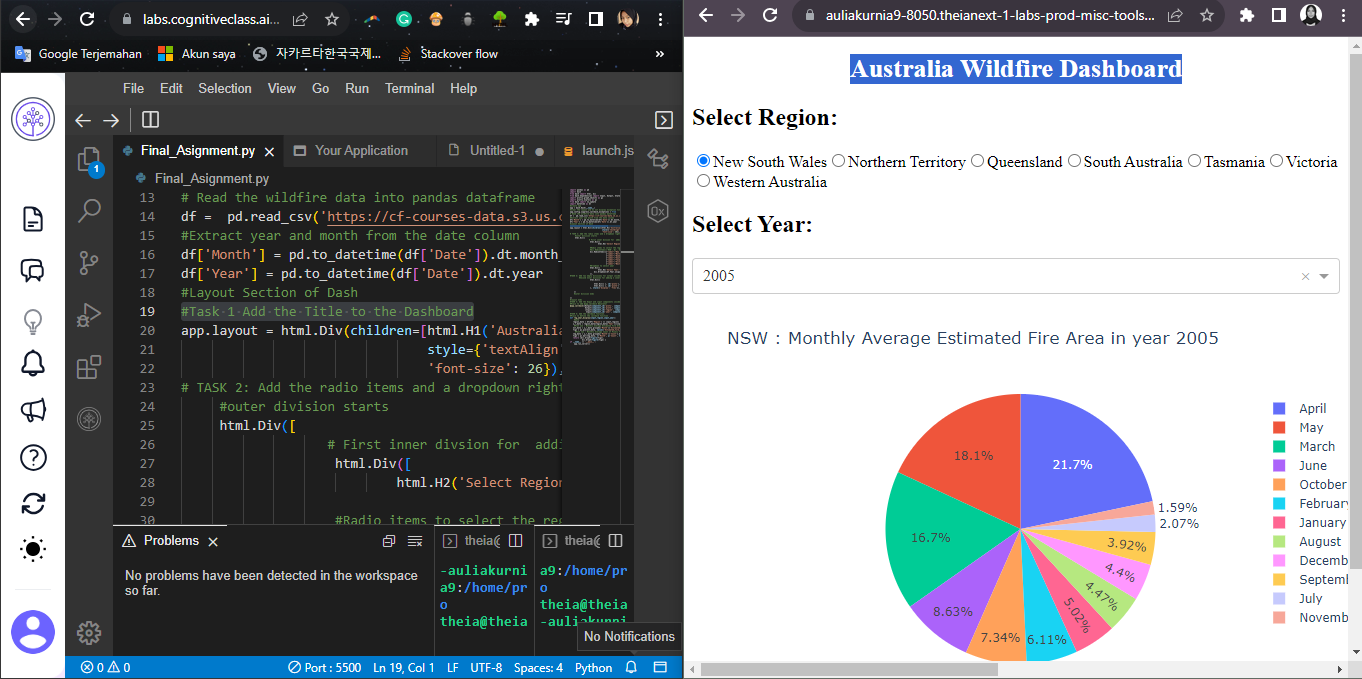 labs.cognitiveclass.ai...
Google Terjemahan
Akun saya
자카르타한국국제...
Stackover flow
»
File Edit Selection View Go Run Terminal Help
Final_Asignment.py
Your Application
Untitled-1
launch.js
1
Final_Asignment.py
13 # Read the wildfire data into pandas dataframe
14 df =  pd.read_csv('https://cf-courses-data.s3.us.c
15 #Extract year and month from the date column
16 df['Month'] = pd.to_datetime(df['Date']).dt.month_
17 df['Year'] = pd.to_datetime(df['Date']).dt.year
18 #Layout Section of Dash
19 #Task 1 Add the Title to the Dashboard
20 app.layout = html.Div(children=[html.H1('Australia
21 style={'textAlign'
22 'font-size': 26}),
23 # TASK 2: Add the radio items and a dropdown right
24 #outer division starts
25 html.Div([
26 # First inner divsion for  addi
27 html.Div([
28 html.H2('Select Region
29
30 #Radio items to select the reg
Problems
No problems have been detected in the workspace
so far.
theia@
-auliakurni
a9:/home/pr
o
theia@theia
theia@
a9:/home/pr
o
theia@theia
-auliakurni
No Notifications
0 0
Port : 5500
Ln 19, Col 1
LF
UTF-8
Spaces: 4
Python
auliakurnia9-8050.theianext-1-labs-prod-misc-tools...
Australia Wildfire Dashboard
Select Region:
New South Wales Northern Territory Queensland South Australia Tasmania Victoria
Western Australia
Select Year:
2005
NSW : Monthly Average Estimated Fire Area in year 2005
21.7%
18.1%
16.7%
8.63%
7.34%
6.11%
5.02%
4.47%
4.4%
3.92%
2.07%
1.59%
April
May
March
June
October
February
January
August
Decemb
Septem
July
Novemb